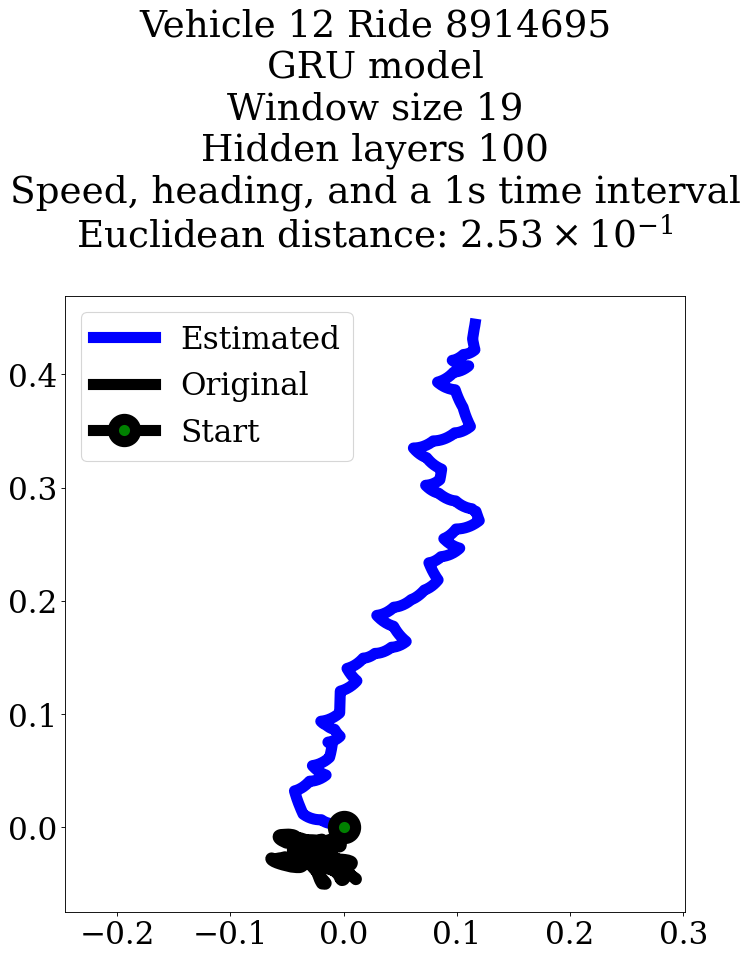 Vehicle 12 Ride 8914695
GRU model
Window size 19
Hidden layers 100
Speed, heading, and a 1s time interval
Euclidean distance: 2.53 × 10⁻¹
Estimated
Original
Start
0.4
0.3
0.2
0.1
0.0
−0.2 −0.1 0.0 0.1 0.2 0.3